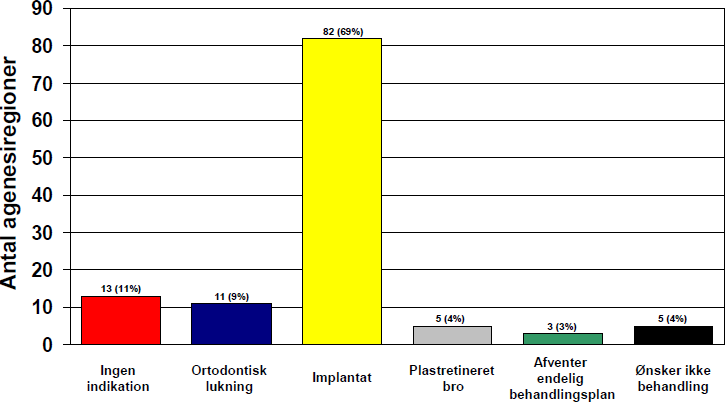 Antal agenesiregioner
90
80
70
60
50
40
30
20
10
0
13 (11%)
11 (9%)
82 (69%)
5 (4%)
3 (3%)
5 (4%)
Ingen
indikation
Ortodontisk
lukning
Implantat
Plastretineret
bro
Afventer
endelig
behandlingsplan
Ønsker ikke
behandling